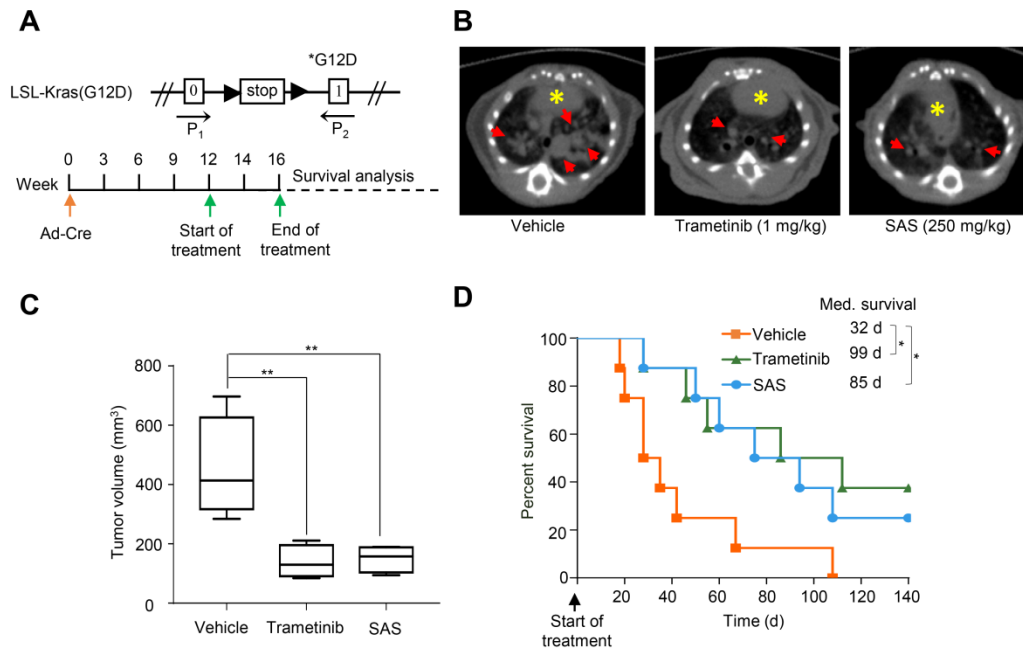 A
*G12D
LSL-Kras(G12D)
0
stop
1
P1
P2
Week
0
3
6
9
12
16
Survival analysis
Ad-Cre
Start of
treatment
End of
treatment
B
*
*
*
Vehicle
Trametinib (1 mg/kg)
SAS (250 mg/kg)
C
Tumor volume (mm³)
800
600
400
200
0
**
**
Vehicle
Trametinib
SAS
D
Med. survival
Vehicle
32 d
Trametinib
99 d
SAS
85 d
*
*
Percent survival
100
80
60
40
20
0
20
40
60
80
100
120
140
Time (d)
Start of
treatment